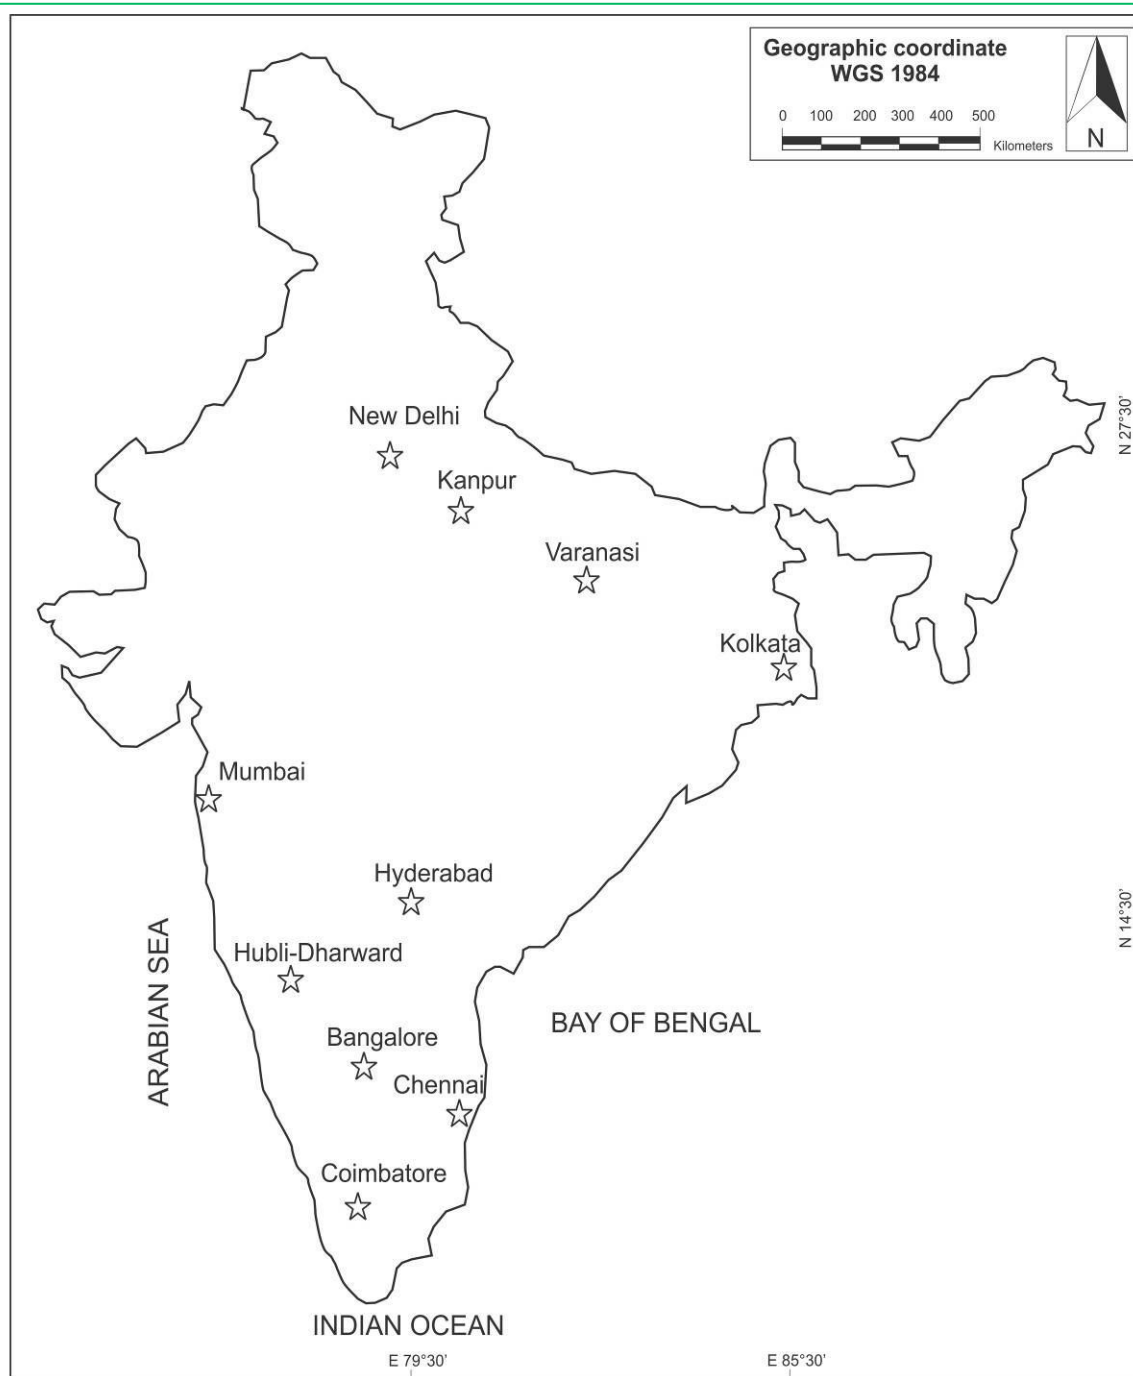 Geographic coordinate
WGS 1984
0 100 200 300 400 500
Kilometers
N
New Delhi
N 27°30'
Kanpur
Varanasi
Kolkata
Mumbai
Hyderabad
N 14°30'
ARABIAN SEA
Hubli-Dharward
BAY OF BENGAL
Bangalore
Chennai
Coimbatore
INDIAN OCEAN
E 79°30' E 85°30'